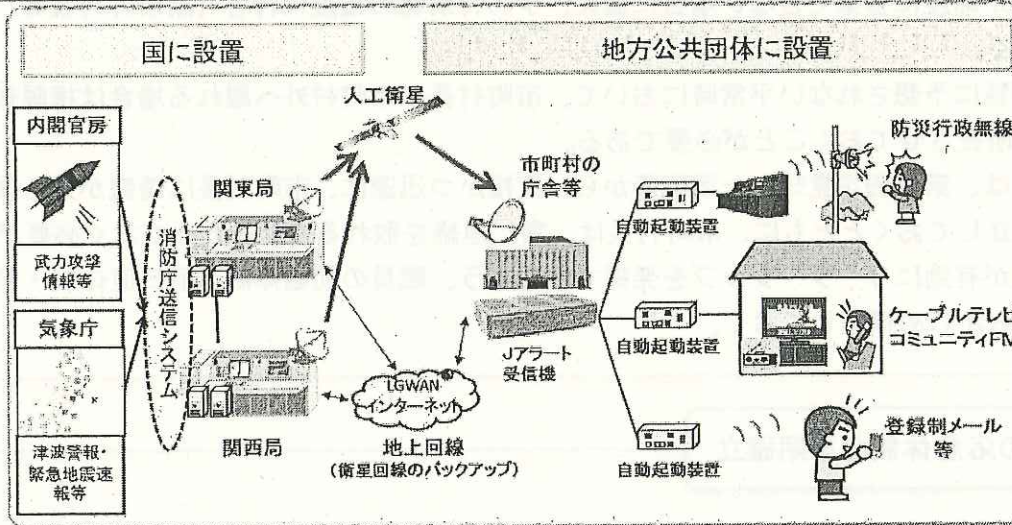 国に設置
地方公共団体に設置
内閣官房
武力攻撃
情報等
気象庁
津波警報・
緊急地震速
報等
消防庁送信システム
関東局
関西局
人工衛星
LGWAN
インターネット
地上回線
(衛星回線のバックアップ)
市町村の
庁舎等
Jアラート
受信機
自動起動装置
防災行政無線
自動起動装置
ケーブルテレビ
コミュニティFM
自動起動装置
登録制メール
等